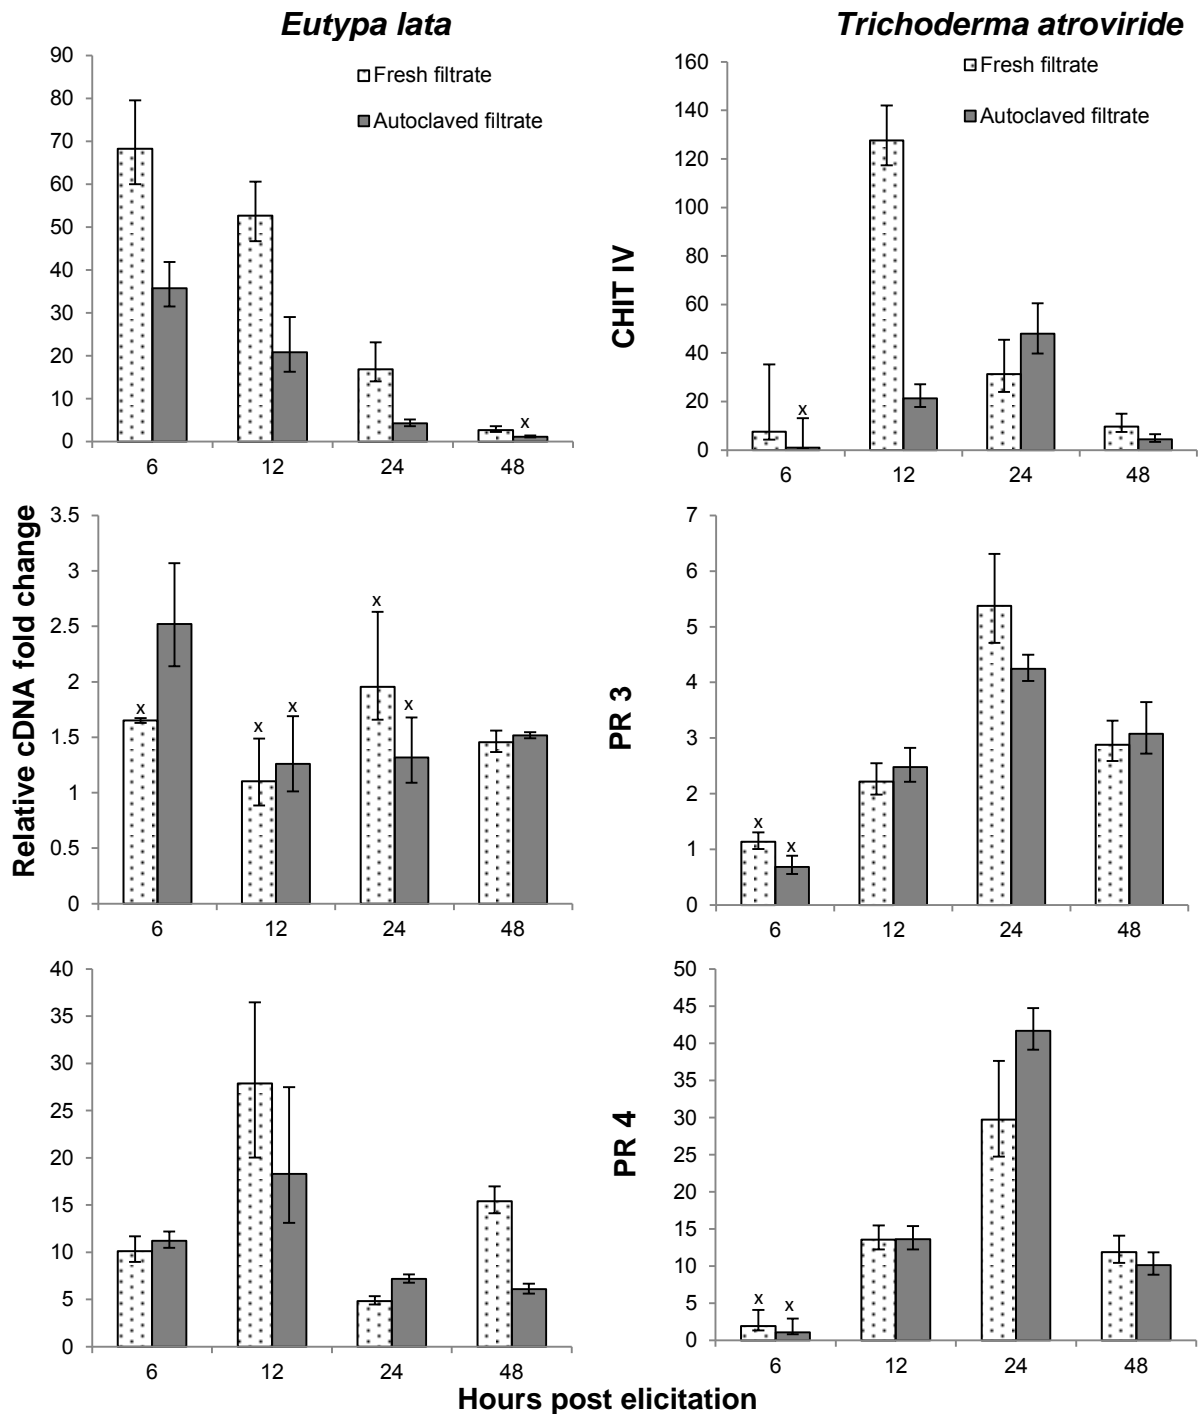 Eutypa lata
Trichoderma atroviride
90
80
70
60
50
40
30
20
10
0
Fresh filtrate
Autoclaved filtrate
x
6 12 24 48
CHIT IV
160
140
120
100
80
60
40
20
0
Fresh filtrate
Autoclaved filtrate
x
6 12 24 48
Relative cDNA fold change
3.5
3
2.5
2
1.5
1
0.5
0
x x x x x
6 12 24 48
PR 3
7
6
5
4
3
2
1
0
x x
6 12 24 48
40
35
30
25
20
15
10
5
0
6 12 24 48
PR 4
50
45
40
35
30
25
20
15
10
5
0
x x
6 12 24 48
Hours post elicitation